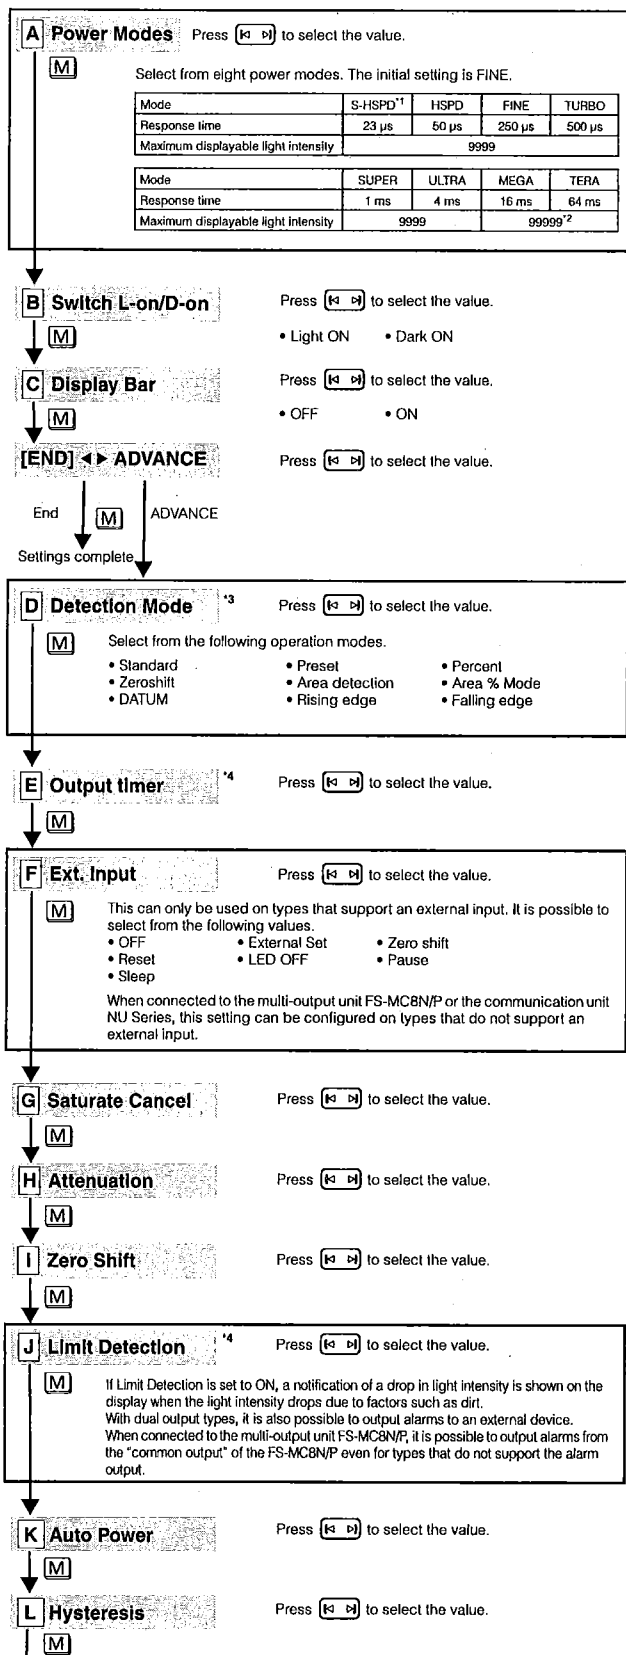 A Power Modes Press to select the value.
M
Select from eight power modes. The initial setting is FINE.
Mode S-HSPD*1 HSPD FINE TURBO
Response time 23 μs 50 μs 250 μs 500 μs
Maximum displayable light intensity 9999
Mode SUPER ULTRA MEGA TERA
Response time 1 ms 4 ms 16 ms 64 ms
Maximum displayable light intensity 9999 99999*2
B Switch L-on/D-on Press to select the value.
M • Light ON • Dark ON
C Display Bar Press to select the value.
M • OFF • ON
[END] ◄► ADVANCE Press to select the value.
End M ADVANCE
Settings complete
D Detection Mode *3 Press to select the value.
M Select from the following operation modes.
• Standard • Preset • Percent
• Zeroshift • Area detection • Area % Mode
• DATUM • Rising edge • Falling edge
E Output timer *4 Press to select the value.
M
F Ext. Input Press to select the value.
M This can only be used on types that support an external input. It is possible to
select from the following values.
• OFF • External Set • Zero shift
• Reset • LED OFF • Pause
• Sleep
When connected to the multi-output unit FS-MC8N/P or the communication unit
NU Series, this setting can be configured on types that do not support an
external input.
G Saturate Cancel Press to select the value.
M
H Attenuation Press to select the value.
M
I Zero Shift Press to select the value.
M
J Limit Detection *4 Press to select the value.
M If Limit Detection is set to ON, a notification of a drop in light intensity is shown on the
display when the light intensity drops due to factors such as dirt.
With dual output types, it is also possible to output alarms to an external device.
When connected to the multi-output unit FS-MC8N/P, it is possible to output alarms from
the "common output" of the FS-MC8N/P even for types that do not support the alarm
output.
K Auto Power Press to select the value.
M
L Hysteresis Press to select the value.
M